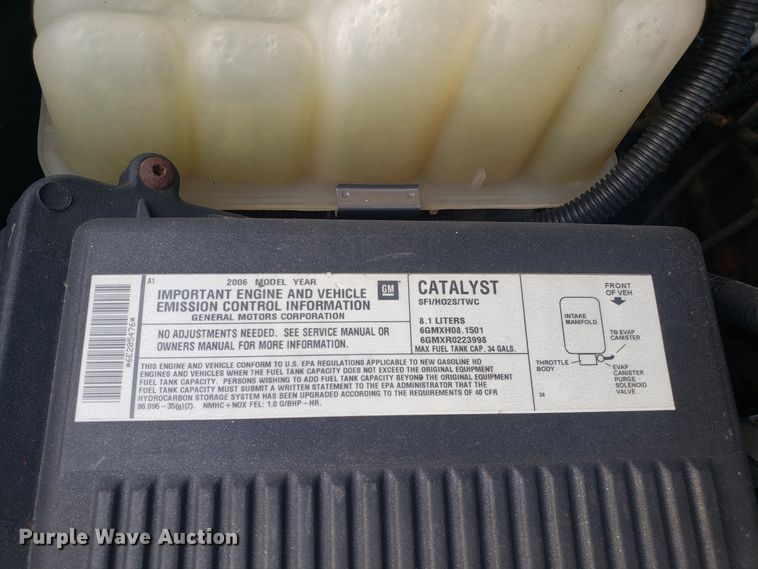 A1
2006 MODEL YEAR
IMPORTANT ENGINE AND VEHICLE
EMISSION CONTROL INFORMATION
GENERAL MOTORS CORPORATION
GM
NO ADJUSTMENTS NEEDED. SEE SERVICE MANUAL OR
OWNERS MANUAL FOR MORE INFORMATION.
CATALYST
SFI/HO2S/TWC
8.1 LITERS
6GMXH08.1501
6GMXR0223998
MAX FUEL TANK CAP. 34 GALS.
THIS ENGINE AND VEHICLE CONFORM TO U.S. EPA REGULATIONS APPLICABLE TO NEW GASOLINE HD
ENGINES AND VEHICLES WHEN THE FUEL TANK CAPACITY DOES NOT EXCEED THE ORIGINAL EQUIPMENT
FUEL TANK CAPACITY. PERSONS WISHING TO ADD FUEL TANK CAPACITY BEYOND THE ORIGINAL EQUIPMENT
FUEL TANK CAPACITY MUST SUBMIT A WRITTEN STATEMENT TO THE EPA ADMINISTRATOR THAT THE
HYDROCARBON STORAGE SYSTEM HAS BEEN UPGRADED ACCORDING TO THE REQUIREMENTS OF 40 CFR
86.095-35(g)(2). NMHC+NOX FEL: 1.0 G/BHP-HR.
FRONT
OF VEH
INTAKE
MANIFOLD
TO EVAP
CANISTER
THROTTLE
BODY
EVAP
CANISTER
PURGE
SOLENOID
VALVE
34
*6E205476*
Purple Wave Auction